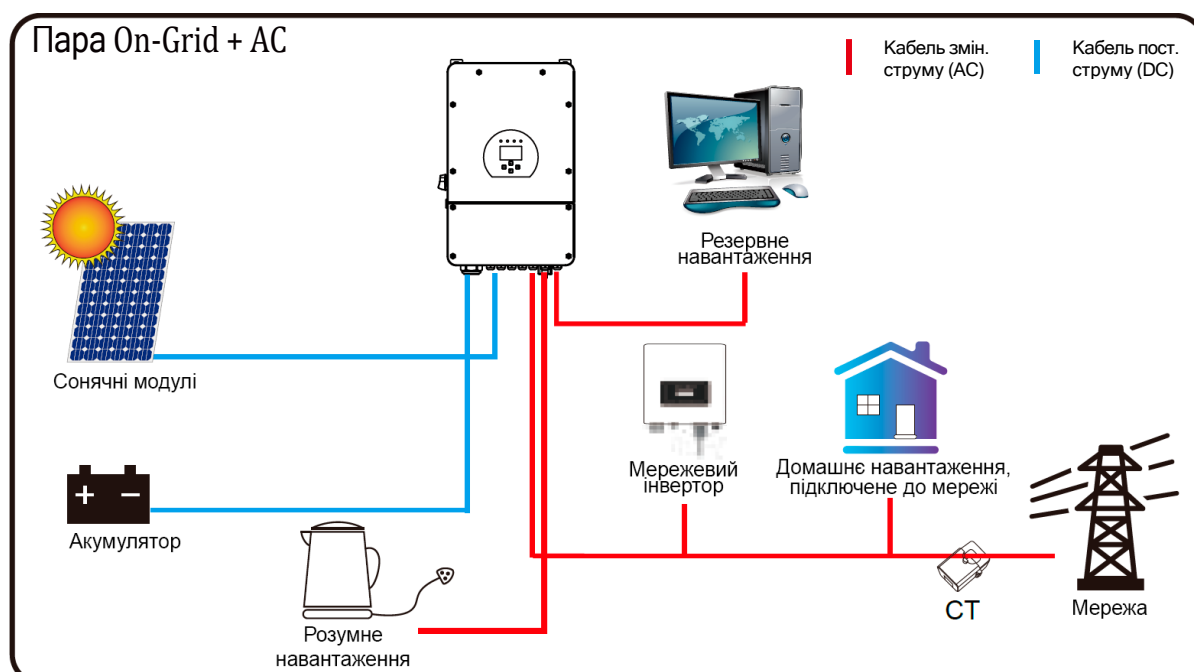 Пара On-Grid + AC
Кабель змін.
струму (AC)
Кабель пост.
струму (DC)
Резервне
навантаження
Сонячні модулі
Мережевий
інвертор
Домашнє навантаження,
підключене до мережі
Акумулятор
CT
Мережа
Розумне
навантаження